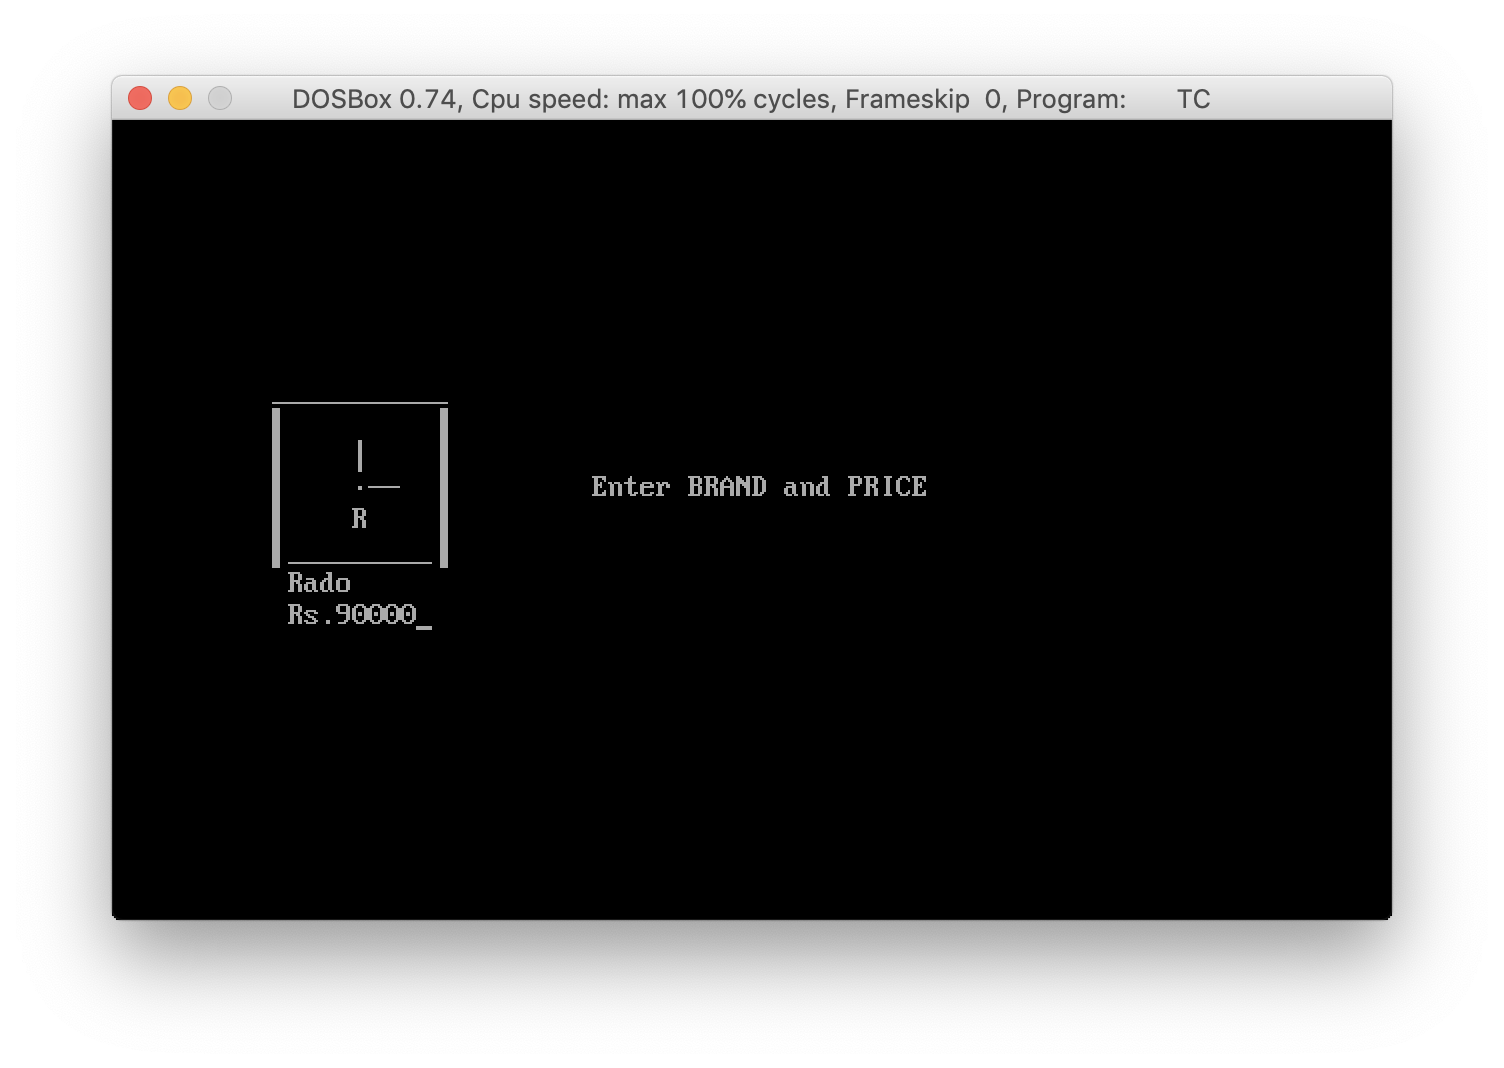 DOSBox 0.74, Cpu speed: max 100% cycles, Frameskip 0, Program: TC
Enter BRAND and PRICE
R
Rado
Rs.90000_